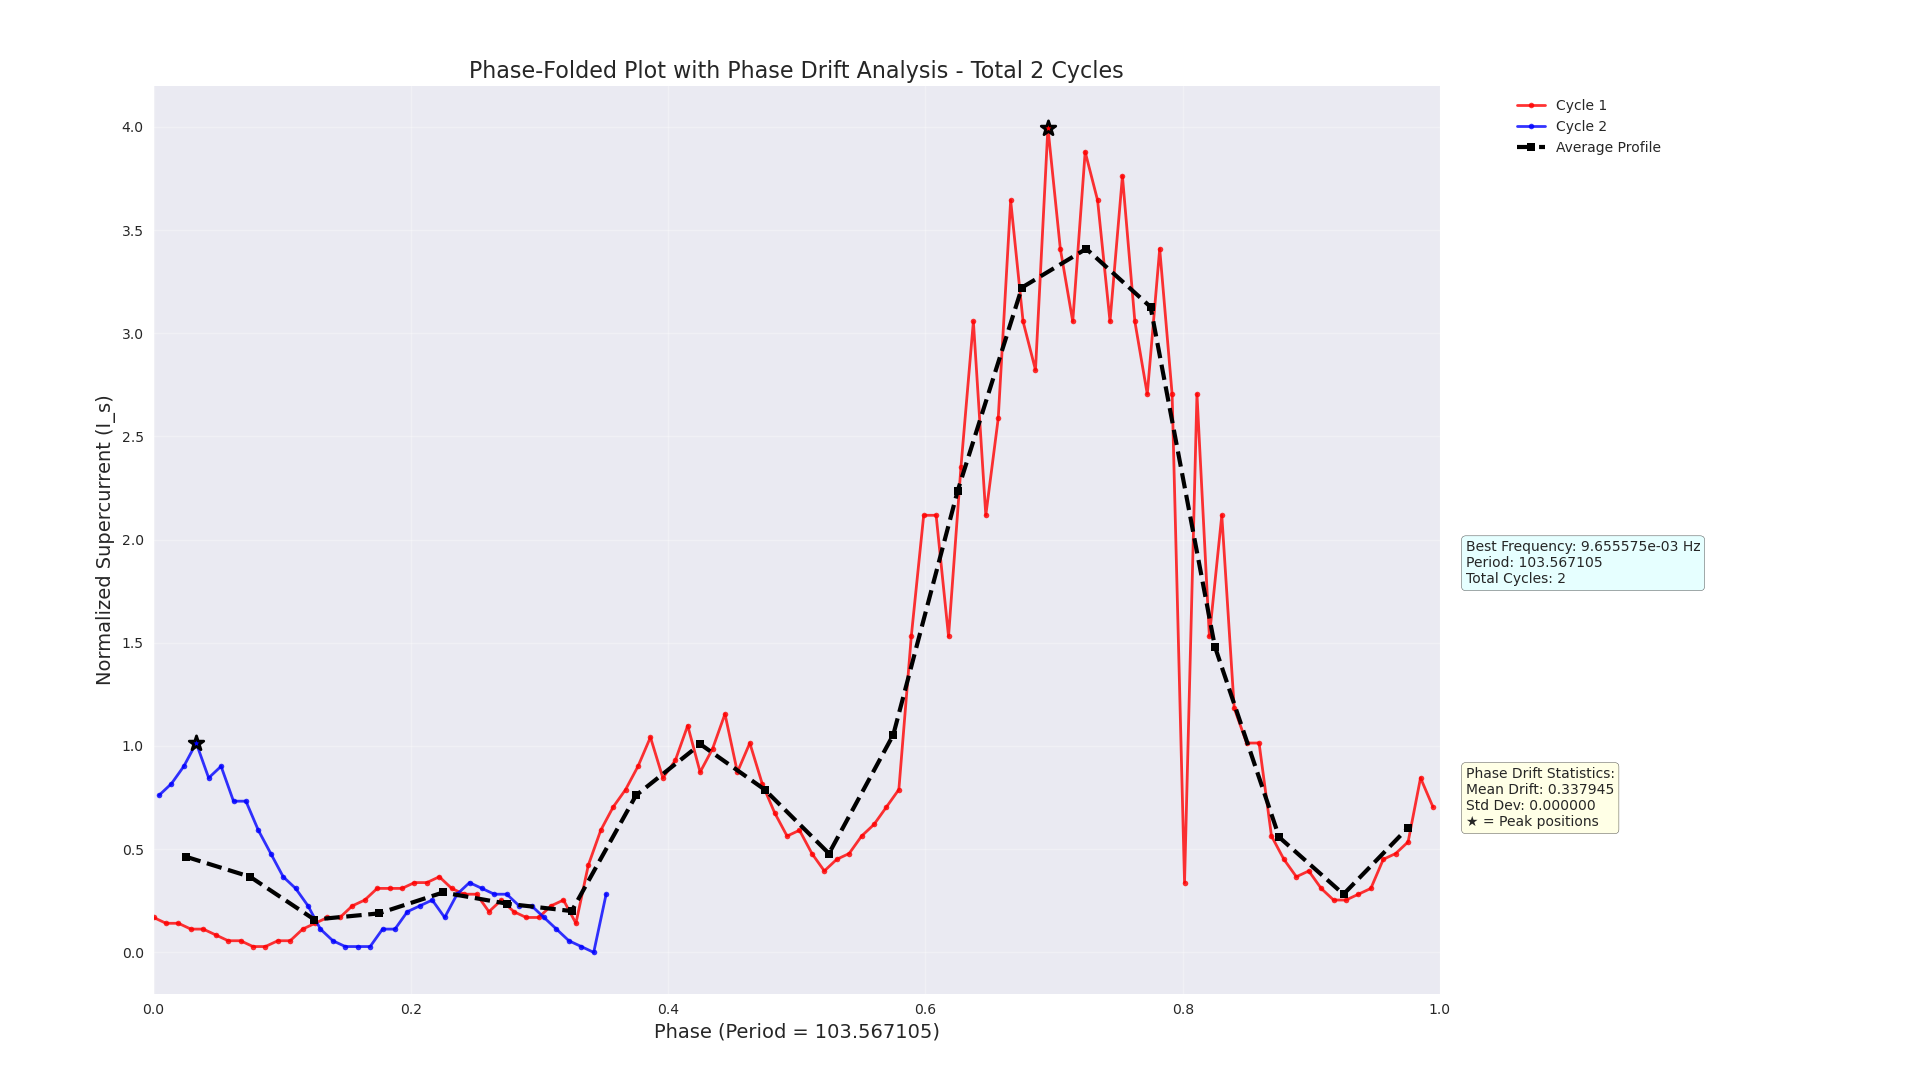 Phase-Folded Plot with Phase Drift Analysis - Total 2 Cycles
Cycle 1
Cycle 2
Average Profile
Normalized Supercurrent (I_s)
4.0
3.5
3.0
2.5
2.0
1.5
1.0
0.5
0.0
0.0 0.2 0.4 0.6 0.8 1.0
Phase (Period = 103.567105)
Best Frequency: 9.655575e-03 Hz
Period: 103.567105
Total Cycles: 2
Phase Drift Statistics:
Mean Drift: 0.337945
Std Dev: 0.000000
★ = Peak positions